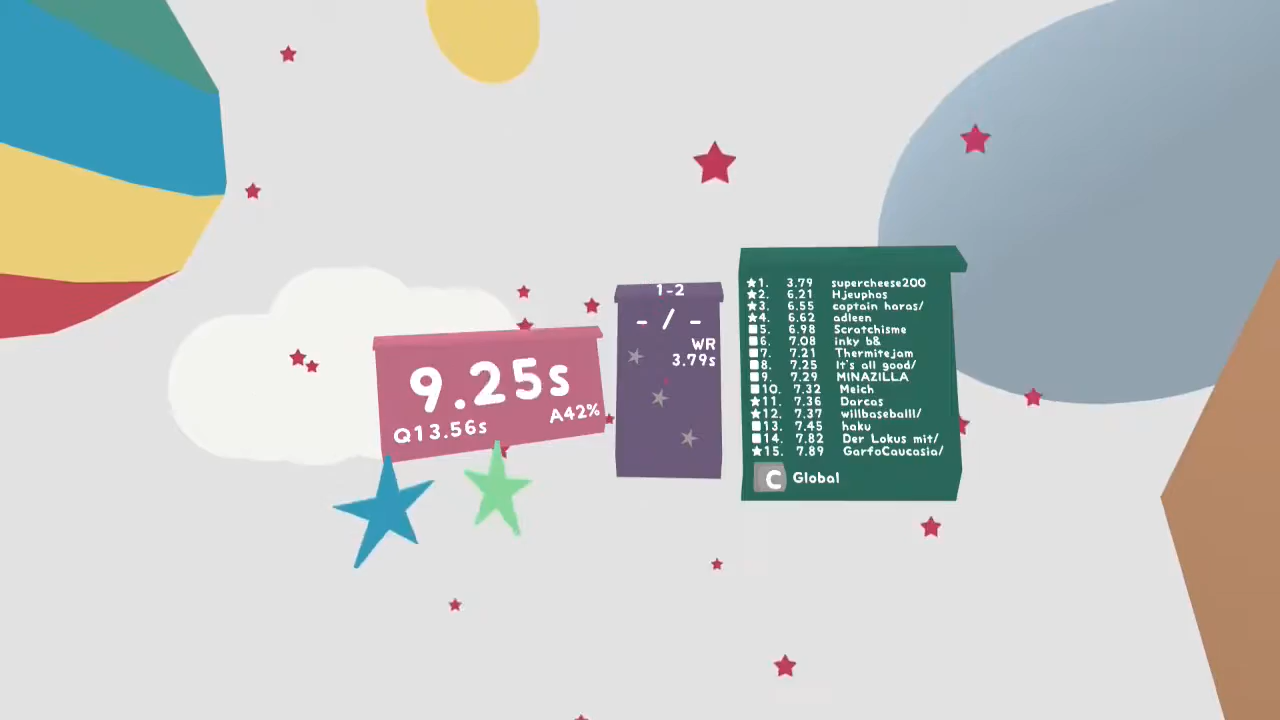 9.25s
Q13.56s
A42%
1-2
- / -
WR
3.79s
1. 3.79 supercheese200
2. 6.21 Hjeuphos
3. 6.55 captain haras/
4. 6.62 adleen
5. 6.98 Scratchisme
6. 7.08 inky b&
7. 7.21 Thermitejam
8. 7.25 It's all good/
9. 7.29 MINAZILLA
10. 7.32 Meich
11. 7.36 Darcas
12. 7.37 willbaseballl/
13. 7.45 haku
14. 7.82 Der Lokus mit/
15. 7.89 GarfoCaucasia/
C Global